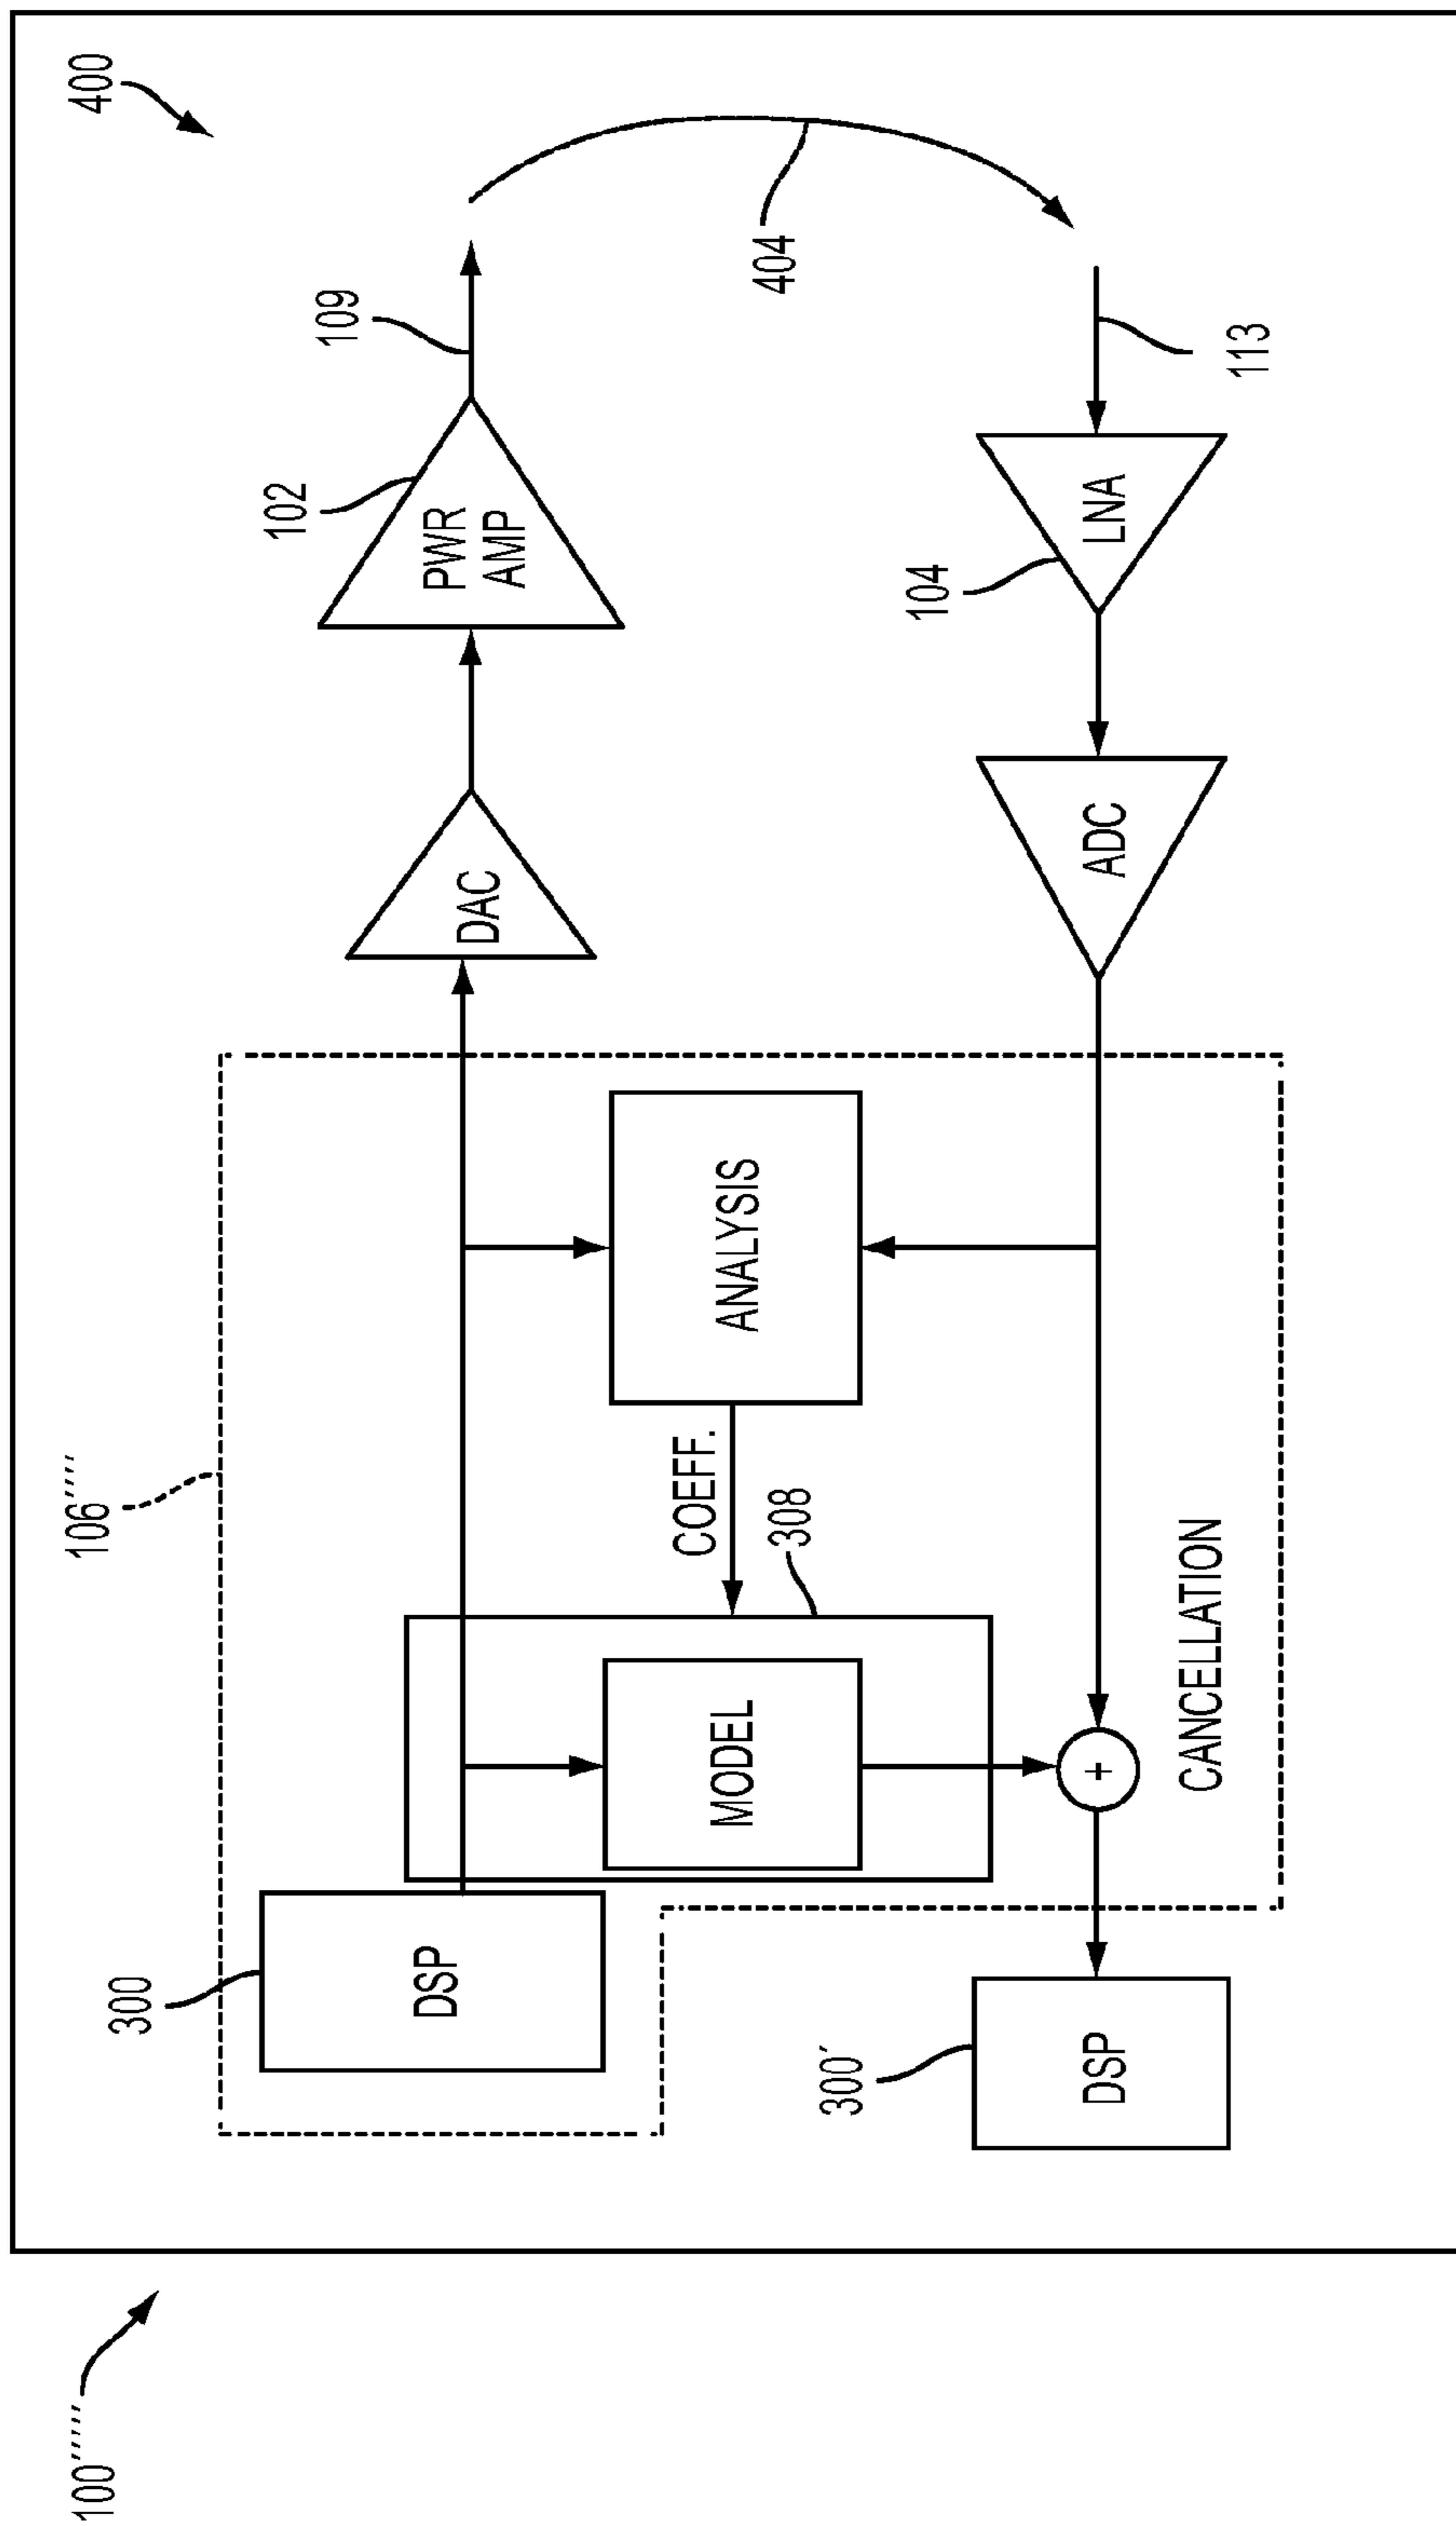 100′′′′′′
106′′′′′
400
300
102
109
DSP
DAC
PWR
AMP
COEFF.
308
MODEL
ANALYSIS
404
300′
104
DSP
+
ADC
LNA
CANCELLATION
113